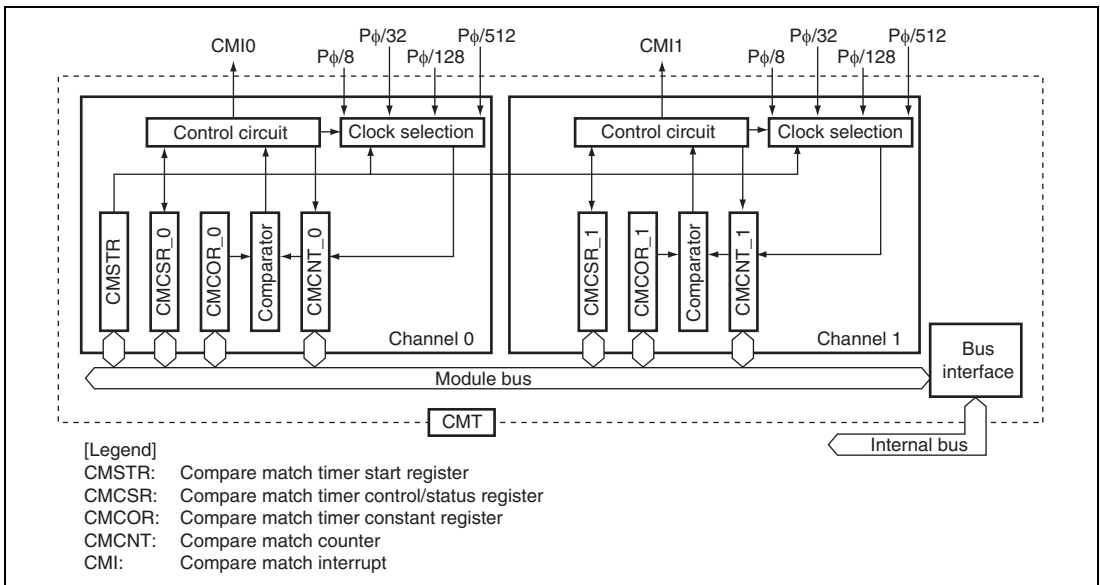 CMI0
Pφ/32
Pφ/512
Pφ/8
Pφ/128
CMI1
Pφ/32
Pφ/512
Pφ/8
Pφ/128
Control circuit
Clock selection
Control circuit
Clock selection
CMSTR
CMCSR_0
CMCOR_0
Comparator
CMCNT_0
CMCSR_1
CMCOR_1
Comparator
CMCNT_1
Channel 0
Channel 1
Bus
interface
Module bus
CMT
Internal bus
[Legend]
CMSTR: Compare match timer start register
CMCSR: Compare match timer control/status register
CMCOR: Compare match timer constant register
CMCNT: Compare match counter
CMI: Compare match interrupt